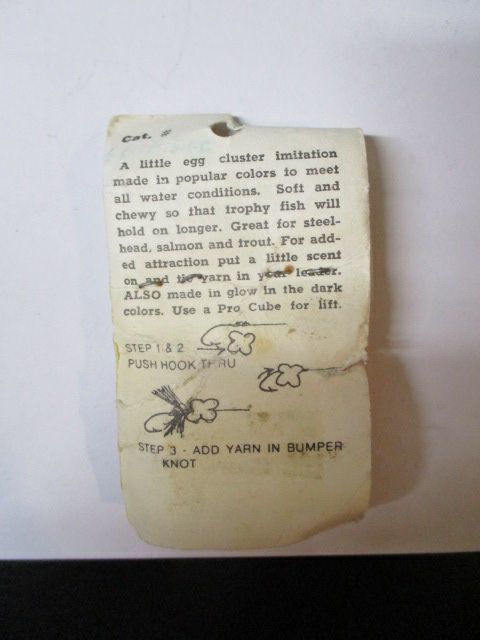 Cat. #
A little egg cluster imitation
made in popular colors to meet
all water conditions. Soft and
chewy so that trophy fish will
hold on longer. Great for steel-
head, salmon and trout. For add-
ed attraction put a little scent
on and tie yarn in your leader.
ALSO made in glow in the dark
colors. Use a Pro Cube for lift.
STEP 1 & 2
PUSH HOOK THRU
STEP 3 - ADD YARN IN BUMPER
KNOT